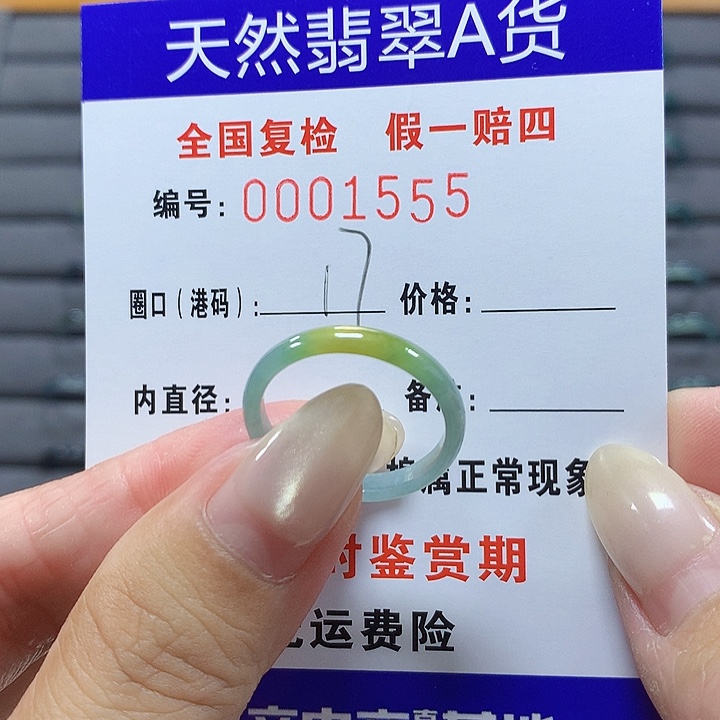 天然翡翠A货
全国复检 假一赔四
编号:0001555
圈口(港码):17 价格:
内直径: 备
属正常现象
时鉴赏期
运费险